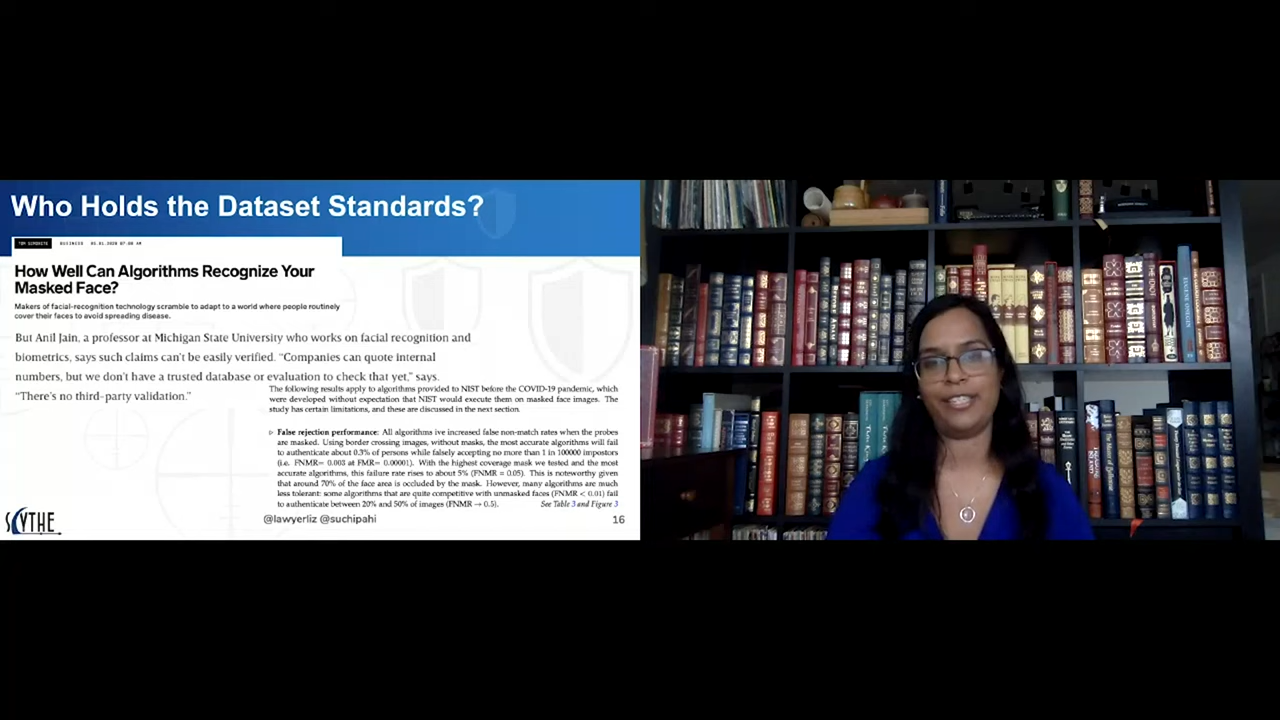 Who Holds the Dataset Standards?
TOM SIMONITE BUSINESS 05.01.2020 07:00 AM
How Well Can Algorithms Recognize Your
Masked Face?
Makers of facial-recognition technology scramble to adapt to a world where people routinely
cover their faces to avoid spreading disease.
But Anil Jain, a professor at Michigan State University who works on facial recognition and
biometrics, says such claims can't be easily verified. “Companies can quote internal
numbers, but we don't have a trusted database or evaluation to check that yet,” says.
“There's no third-party validation.”
The following results apply to algorithms provided to NIST before the COVID-19 pandemic, which
were developed without expectation that NIST would execute them on masked face images. The
study has certain limitations, and these are discussed in the next section.
▷ False rejection performance: All algorithms ive increased false non-match rates when the probes
are masked. Using border crossing images, without masks, the most accurate algorithms will fail
to authenticate about 0.3% of persons while falsely accepting no more than 1 in 100000 impostors
(i.e. FNMR= 0.003 at FMR= 0.00001). With the highest coverage mask we tested and the most
accurate algorithms, this failure rate rises to about 5% (FNMR = 0.05). This is noteworthy given
that around 70% of the face area is occluded by the mask. However, many algorithms are much
less tolerant: some algorithms that are quite competitive with unmasked faces (FNMR < 0.01) fail
to authenticate between 20% and 50% of images (FNMR → 0.5). See Table 3 and Figure 3
SCYTHE
@lawyerliz @suchipahi
16